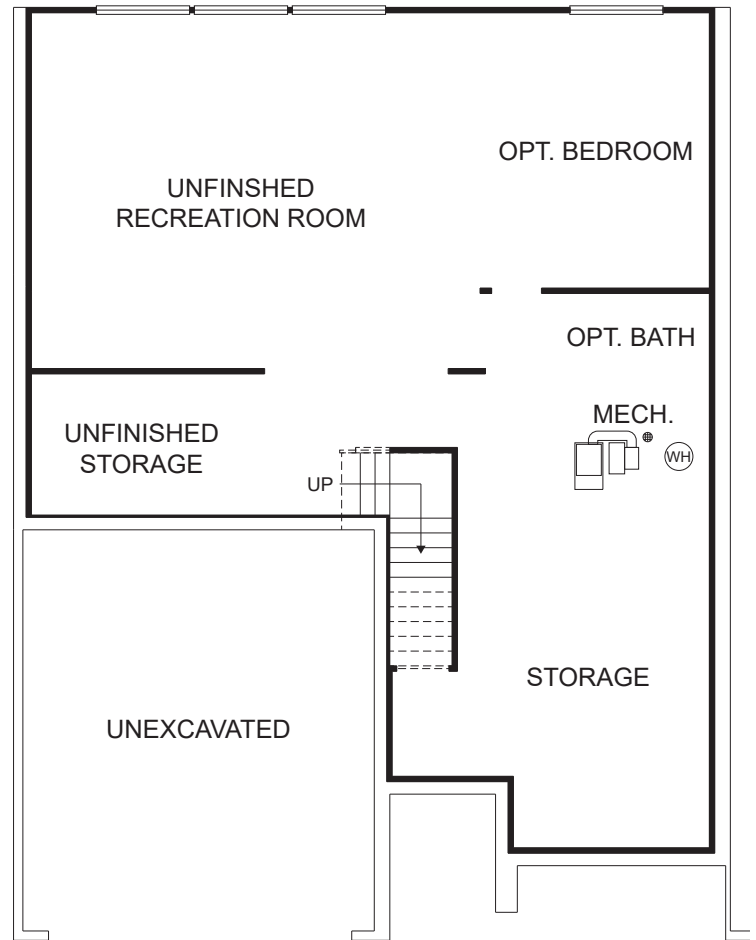 OPT. BEDROOM
UNFINSHED
RECREATION ROOM
OPT. BATH
MECH.
UNFINISHED
STORAGE
WH
UP
STORAGE
UNEXCAVATED